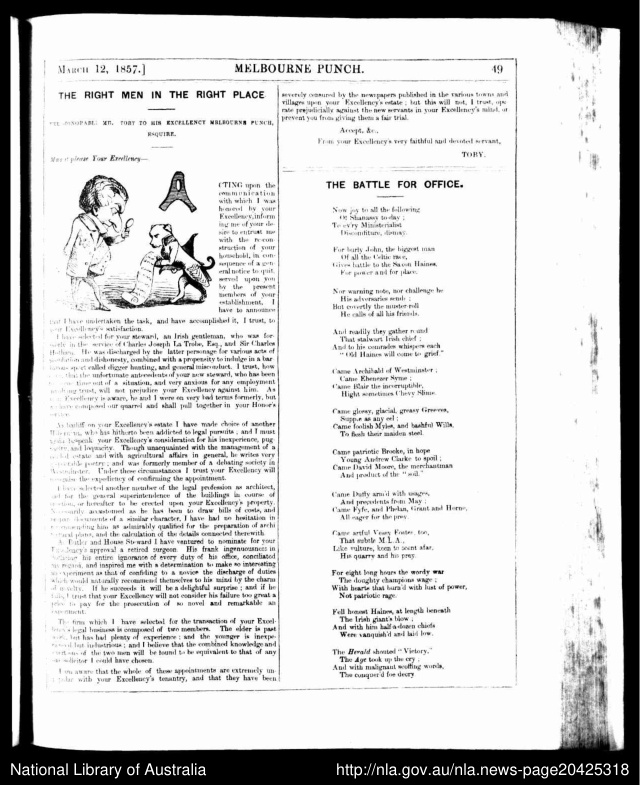 MARCH 12, 1857.] MELBOURNE PUNCH. 49
THE RIGHT MEN IN THE RIGHT PLACE
HONORABLE MR. TOBY TO HIS EXCELLENCY MELBOURNE PUNCH,
ESQUIRE.
May it please Your Excellency—
A
CTING upon the
communication
with which I was
honored by your
Excellency, inform
ing me of your de-
sire to entrust me
with the recon-
struction of your
household, in con-
sequence of a gen-
eral notice to quit,
served upon you
by the present
members of your
establishment, I
have to announce
that I have undertaken the task, and have accomplished it, I trust, to
your Excellency's satisfaction.
I have selected for your steward, an Irish gentleman, who was for-
merly in the service of Charles Joseph La Trobe, Esq., and Sir Charles
Hotham. He was discharged by the latter personage for various acts of
and dishonesty, combined with a propensity to indulge in a bar
barous sport called digger hunting, and general misconduct. I trust, how
ever, that the unfortunate antecedents of your new steward, who has been
some time out of a situation, and very anxious for any employment
trust, will not prejudice your Excellency against him. As
your Excellency is aware, he and I were on very bad terms formerly, but
we have composed our quarrel and shall pull together in your Honor's
service.
As bailiff on your Excellency's estate I have made choice of another
who has hitherto been addicted to legal pursuits, and I must
bespeak your Excellency's consideration for his inexperience, pug-
nacity, and loquacity. Though unacquainted with the management of a
estate and with agricultural affairs in general, he writes very
poetry; and was formerly member of a debating society in
Westminster. Under these circumstances I trust your Excellency will
recognise the expediency of confirming the appointment.
I have selected another member of the legal profession as architect,
and for the general superintendence of the buildings in course of
erection, or hereafter to be erected upon your Excellency's property.
Necessarily accustomed as he has been to draw bills of costs, and
documents of a similar character, I have had no hesitation in
recommending him as admirably qualified for the preparation of archi
tectural plans, and the calculation of the details connected therewith
As Butler and House Steward I have ventured to nominate for your
Excellency's approval a retired surgeon. His frank ingenuousness in
his entire ignorance of every duty of his office, conciliated
my regard, and inspired me with a determination to make so interesting
an experiment as that of confiding to a novice the discharge of duties
which would naturally recommend themselves to his mind by the charm
of novelty. If he succeeds it will be a delightful surprise; and if he
fails, I trust that your Excellency will not consider his failure too great a
price to pay for the prosecution of so novel and remarkable an
experiment.
The firm which I have selected for the transaction of your Excel-
lency's legal business is composed of two members. The elder is past
work, but has had plenty of experience; and the younger is inexpe-
rienced but industrious; and I believe that the combined knowledge and
exertions of the two men will be found to be equivalent to that of any
solicitor I could have chosen.
I am aware that the whole of these appointments are extremely un-
popular with your Excellency's tenantry, and that they have been
severely censured by the newspapers published in the various towns and
villages upon your Excellency's estate; but this will not, I trust, ope
rate prejudicially against the new servants in your Excellency's mind, or
prevent you from giving them a fair trial.
Accept, &c.,
From your Excellency's very faithful and devoted servant,
TOBY.
THE BATTLE FOR OFFICE.
Now joy to all the following
Of Shanassy to-day;
To ev'ry Ministerialist
Discomfiture, dismay.
For burly John, the biggest man
Of all the Celtic race,
Gives battle to the Saxon Haines,
For power and for place.
Nor warning note, nor challenge he
His adversaries sends;
But covertly the muster roll
He calls of all his friends.
And readily they gather round
That stalwart Irish chief;
And to his comrades whispers each
"Old Haines will come to grief."
Came Archibald of Westminster;
Came Ebenezer Syme;
Came Blair the incorruptible,
Hight sometimes Chevy Slime.
Came glossy, glacial, greasy Greeves,
Supple as any eel;
Came foolish Myles, and bashful Wills,
To flesh their maiden steel.
Came patriotic Brooke, in hope
Young Andrew Clarke to spoil;
Came David Moore, the merchantman
And product of the "soil."
Came Duffy arm'd with usages,
And precedents from May;
Came Fyfe, and Phelan, Grant and Horne,
All eager for the prey.
Came artful Vesey Foster, too,
That subtle M.L.A.,
Like vulture, keen to scent afar,
His quarry and his prey.
For eight long hours the wordy war
The doughty champions wage;
With hearts that burn'd with lust of power,
Not patriotic rage.
Fell honest Haines, at length beneath
The Irish giant's blow;
And with him half-a-dozen chiefs
Were vanquish'd and laid low.
The Herald shouted "Victory,"
The Age took up the cry;
And with malignant scoffing words,
The conquer'd foe decry
National Library of Australia http://nla.gov.au/nla.news-page20425318